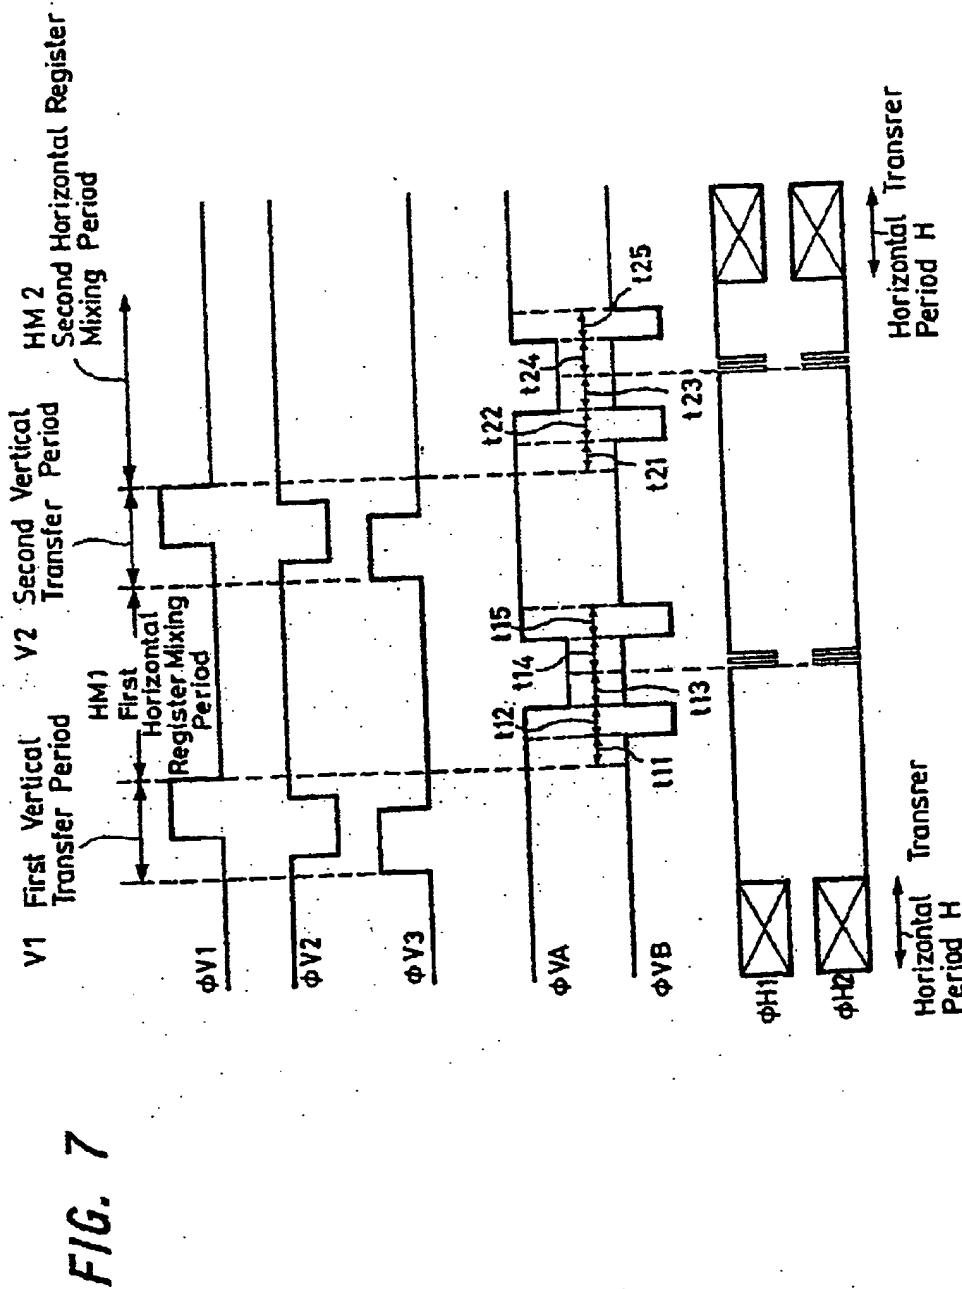 FIG. 7
V1 First Vertical
Transfer Period
HM1
First
Horizontal
Register Mixing
Period
V2 Second Vertical
Transfer Period
HM 2
Second Horizontal Register
Mixing Period
ΦV1
ΦV2
ΦV3
ΦVA
ΦVB
t11
t12
t13
t14
t15
t21
t22
t23
t24
t25
ΦH1
ΦH2
Horizontal Transrer
Period H
Horizontal Transrer
Period H